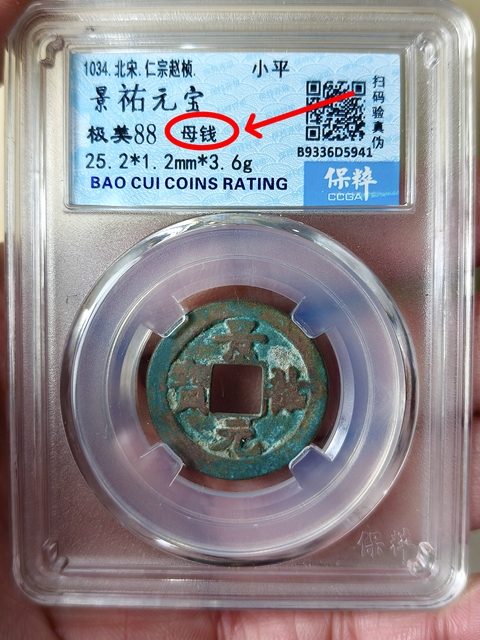 1034.北宋.仁宗赵桢.
小平
景祐元宝
极美88 母钱
25.2*1.2mm*3.6g
BAO CUI COINS RATING
扫码验真伪
B9336D5941
保粹
CCGA
景祐元宝
保粹